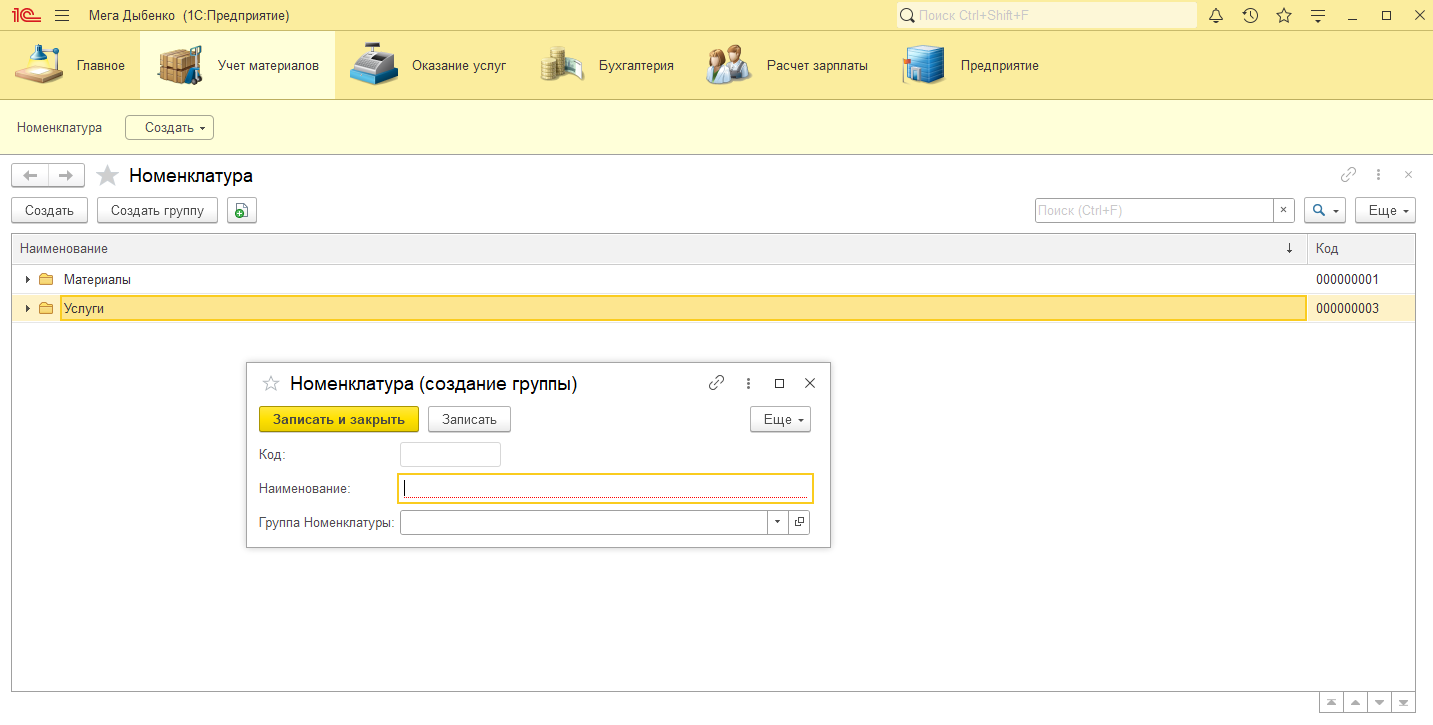 1С Мега Дыбенко (1С:Предприятие) Поиск Ctrl+Shift+F
Главное Учет материалов Оказание услуг Бухгалтерия Расчет зарплаты Предприятие
Номенклатура Создать
Номенклатура
Создать Создать группу Поиск (Ctrl+F) × Еще
Наименование ↓ Код
Материалы 000000001
Услуги 000000003
Номенклатура (создание группы)
Записать и закрыть Записать Еще
Код:
Наименование:
Группа Номенклатуры: